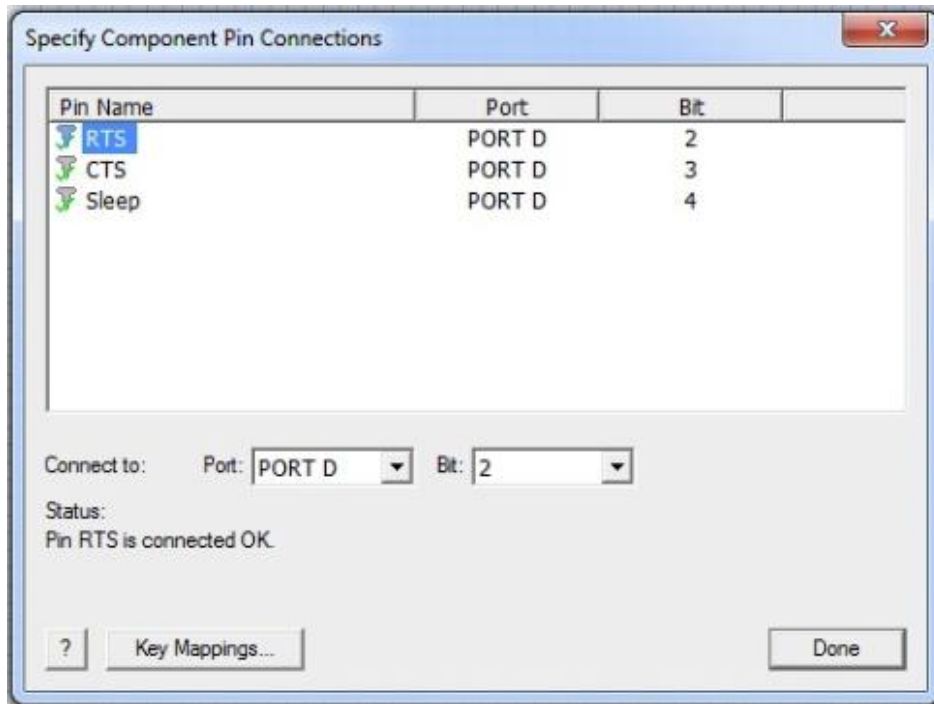 Specify Component Pin Connections
Pin Name Port Bit
RTS PORT D 2
CTS PORT D 3
Sleep PORT D 4
Connect to: Port: PORT D Bit: 2
Status:
Pin RTS is connected OK.
? Key Mappings... Done